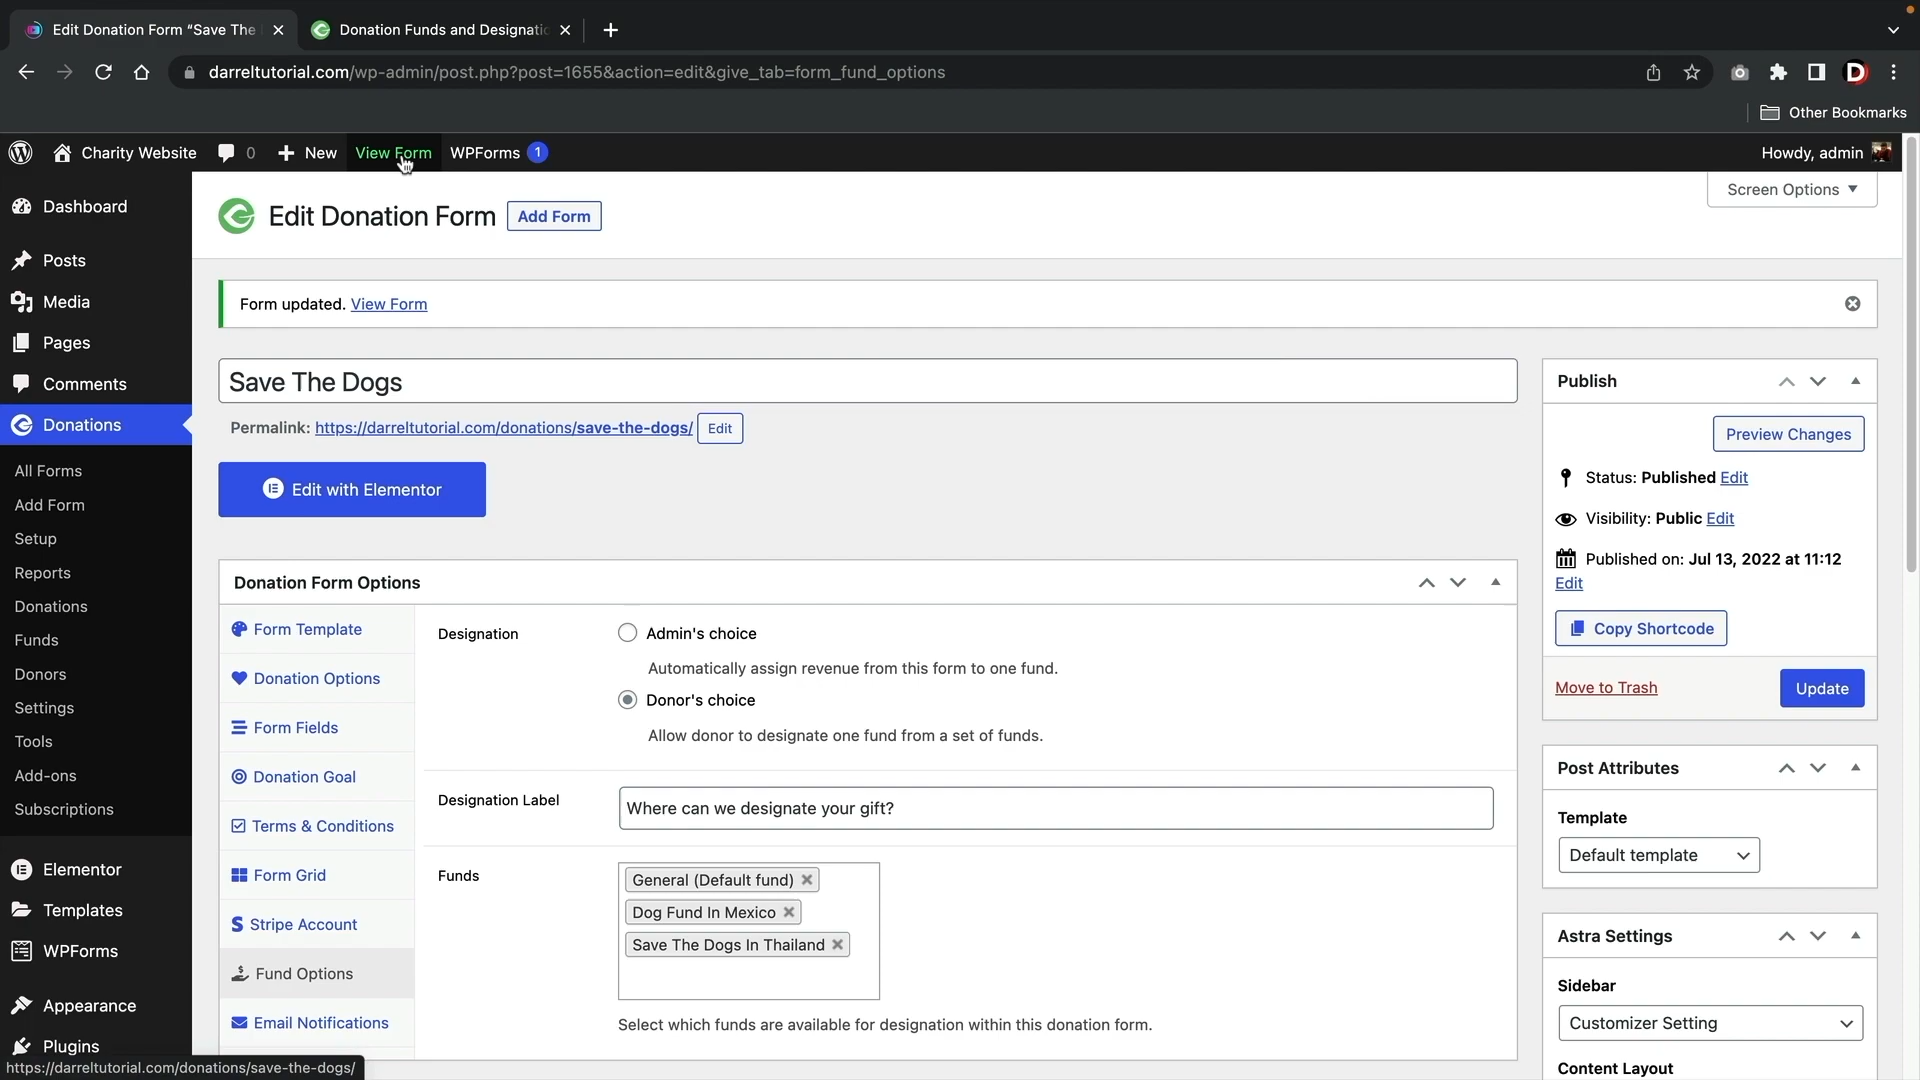 Edit Donation Form “Save The
Donation Funds and Designatio
darreltutorial.com/wp-admin/post.php?post=1655&action=edit&give_tab=form_fund_options
Other Bookmarks
Charity Website
0
New
View Form
WPForms 1
Howdy, admin
Screen Options
Dashboard
Posts
Media
Pages
Comments
Donations
All Forms
Add Form
Setup
Reports
Donations
Funds
Donors
Settings
Tools
Add-ons
Subscriptions
Elementor
Templates
WPForms
Appearance
Plugins
https://darreltutorial.com/donations/save-the-dogs/
Edit Donation Form
Add Form
Form updated. View Form
Save The Dogs
Permalink: https://darreltutorial.com/donations/save-the-dogs/ Edit
Edit with Elementor
Donation Form Options
Form Template
Donation Options
Form Fields
Donation Goal
Terms & Conditions
Form Grid
Stripe Account
Fund Options
Email Notifications
Designation
Admin's choice
Automatically assign revenue from this form to one fund.
Donor's choice
Allow donor to designate one fund from a set of funds.
Designation Label
Where can we designate your gift?
Funds
General (Default fund)
Dog Fund In Mexico
Save The Dogs In Thailand
Select which funds are available for designation within this donation form.
Publish
Preview Changes
Status: Published Edit
Visibility: Public Edit
Published on: Jul 13, 2022 at 11:12
Edit
Copy Shortcode
Move to Trash
Update
Post Attributes
Template
Default template
Astra Settings
Sidebar
Customizer Setting
Content Layout